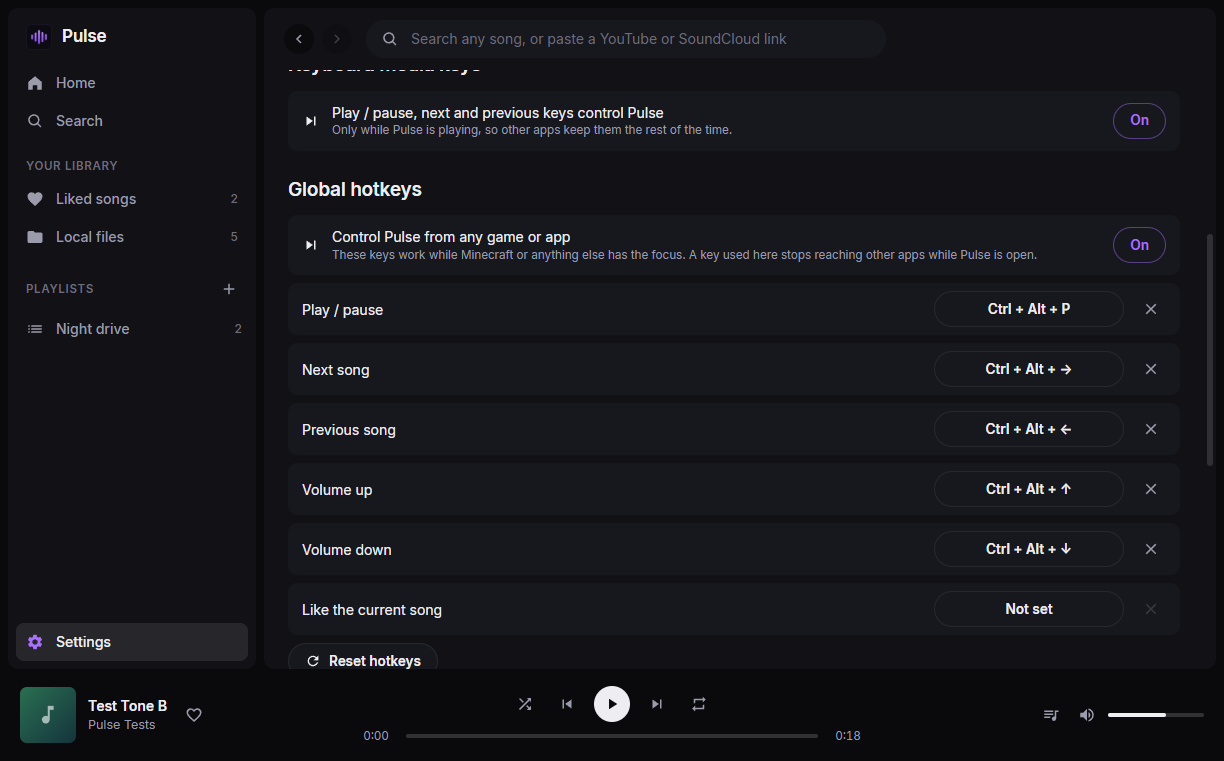 Pulse
Search any song, or paste a YouTube or SoundCloud link
Home
Search
YOUR LIBRARY
Liked songs 2
Local files 5
PLAYLISTS
Night drive 2
Settings
Keyboard media keys
Play / pause, next and previous keys control Pulse
Only while Pulse is playing, so other apps keep them the rest of the time.
On
Global hotkeys
Control Pulse from any game or app
These keys work while Minecraft or anything else has the focus. A key used here stops reaching other apps while Pulse is open.
On
Play / pause Ctrl + Alt + P
Next song Ctrl + Alt + →
Previous song Ctrl + Alt + ←
Volume up Ctrl + Alt + ↑
Volume down Ctrl + Alt + ↓
Like the current song Not set
Reset hotkeys
Test Tone B
Pulse Tests
0:00 0:18